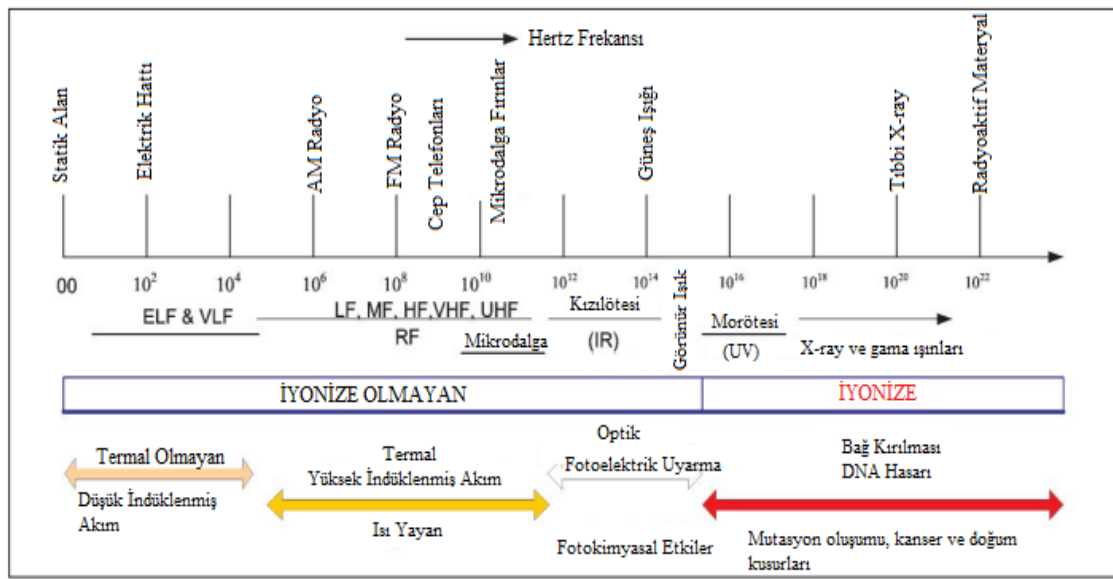 Hertz Frekansı
Statik Alan
Elektrik Hattı
AM Radyo
FM Radyo
Cep Telefonları
Mikrodalga Fırınlar
Güneş Işığı
Tıbbi X-ray
Radyoaktif Materyal
00 10² 10⁴ 10⁶ 10⁸ 10¹⁰ 10¹² 10¹⁴ 10¹⁶ 10¹⁸ 10²⁰ 10²²
ELF & VLF
LF, MF, HF,VHF, UHF
RF
Mikrodalga
Kızılötesi
(IR)
Görünür Işık
Morötesi
(UV)
X-ray ve gama ışınları
İYONİZE OLMAYAN
İYONİZE
Termal Olmayan
Düşük İndüklenmiş
Akım
Termal
Yüksek İndüklenmiş Akım
Isı Yayan
Optik
Fotoelektrik Uyarma
Fotokimyasal Etkiler
Bağ Kırılması
DNA Hasarı
Mutasyon oluşumu, kanser ve doğum
kusurları